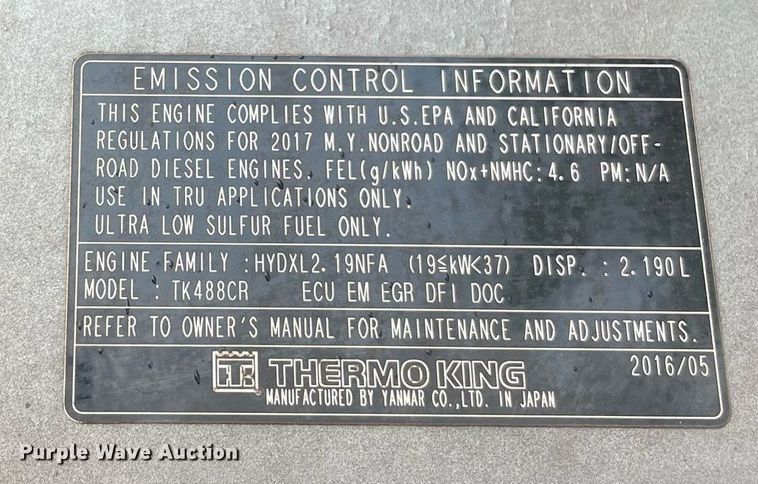 EMISSION CONTROL INFORMATION
THIS ENGINE COMPLIES WITH U.S.EPA AND CALIFORNIA
REGULATIONS FOR 2017 M.Y.NONROAD AND STATIONARY/OFF-
ROAD DIESEL ENGINES. FEL(g/kWh) NOx+NMHC:4.6 PM:N/A
USE IN TRU APPLICATIONS ONLY.
ULTRA LOW SULFUR FUEL ONLY.
ENGINE FAMILY :HYDXL2.19NFA (19≦kW<37) DISP. : 2.190L
MODEL : TK488CR ECU EM EGR DFI DOC
REFER TO OWNER'S MANUAL FOR MAINTENANCE AND ADJUSTMENTS.
2016/05
THERMO KING
MANUFACTURED BY YANMAR CO.,LTD. IN JAPAN
Purple Wave Auction